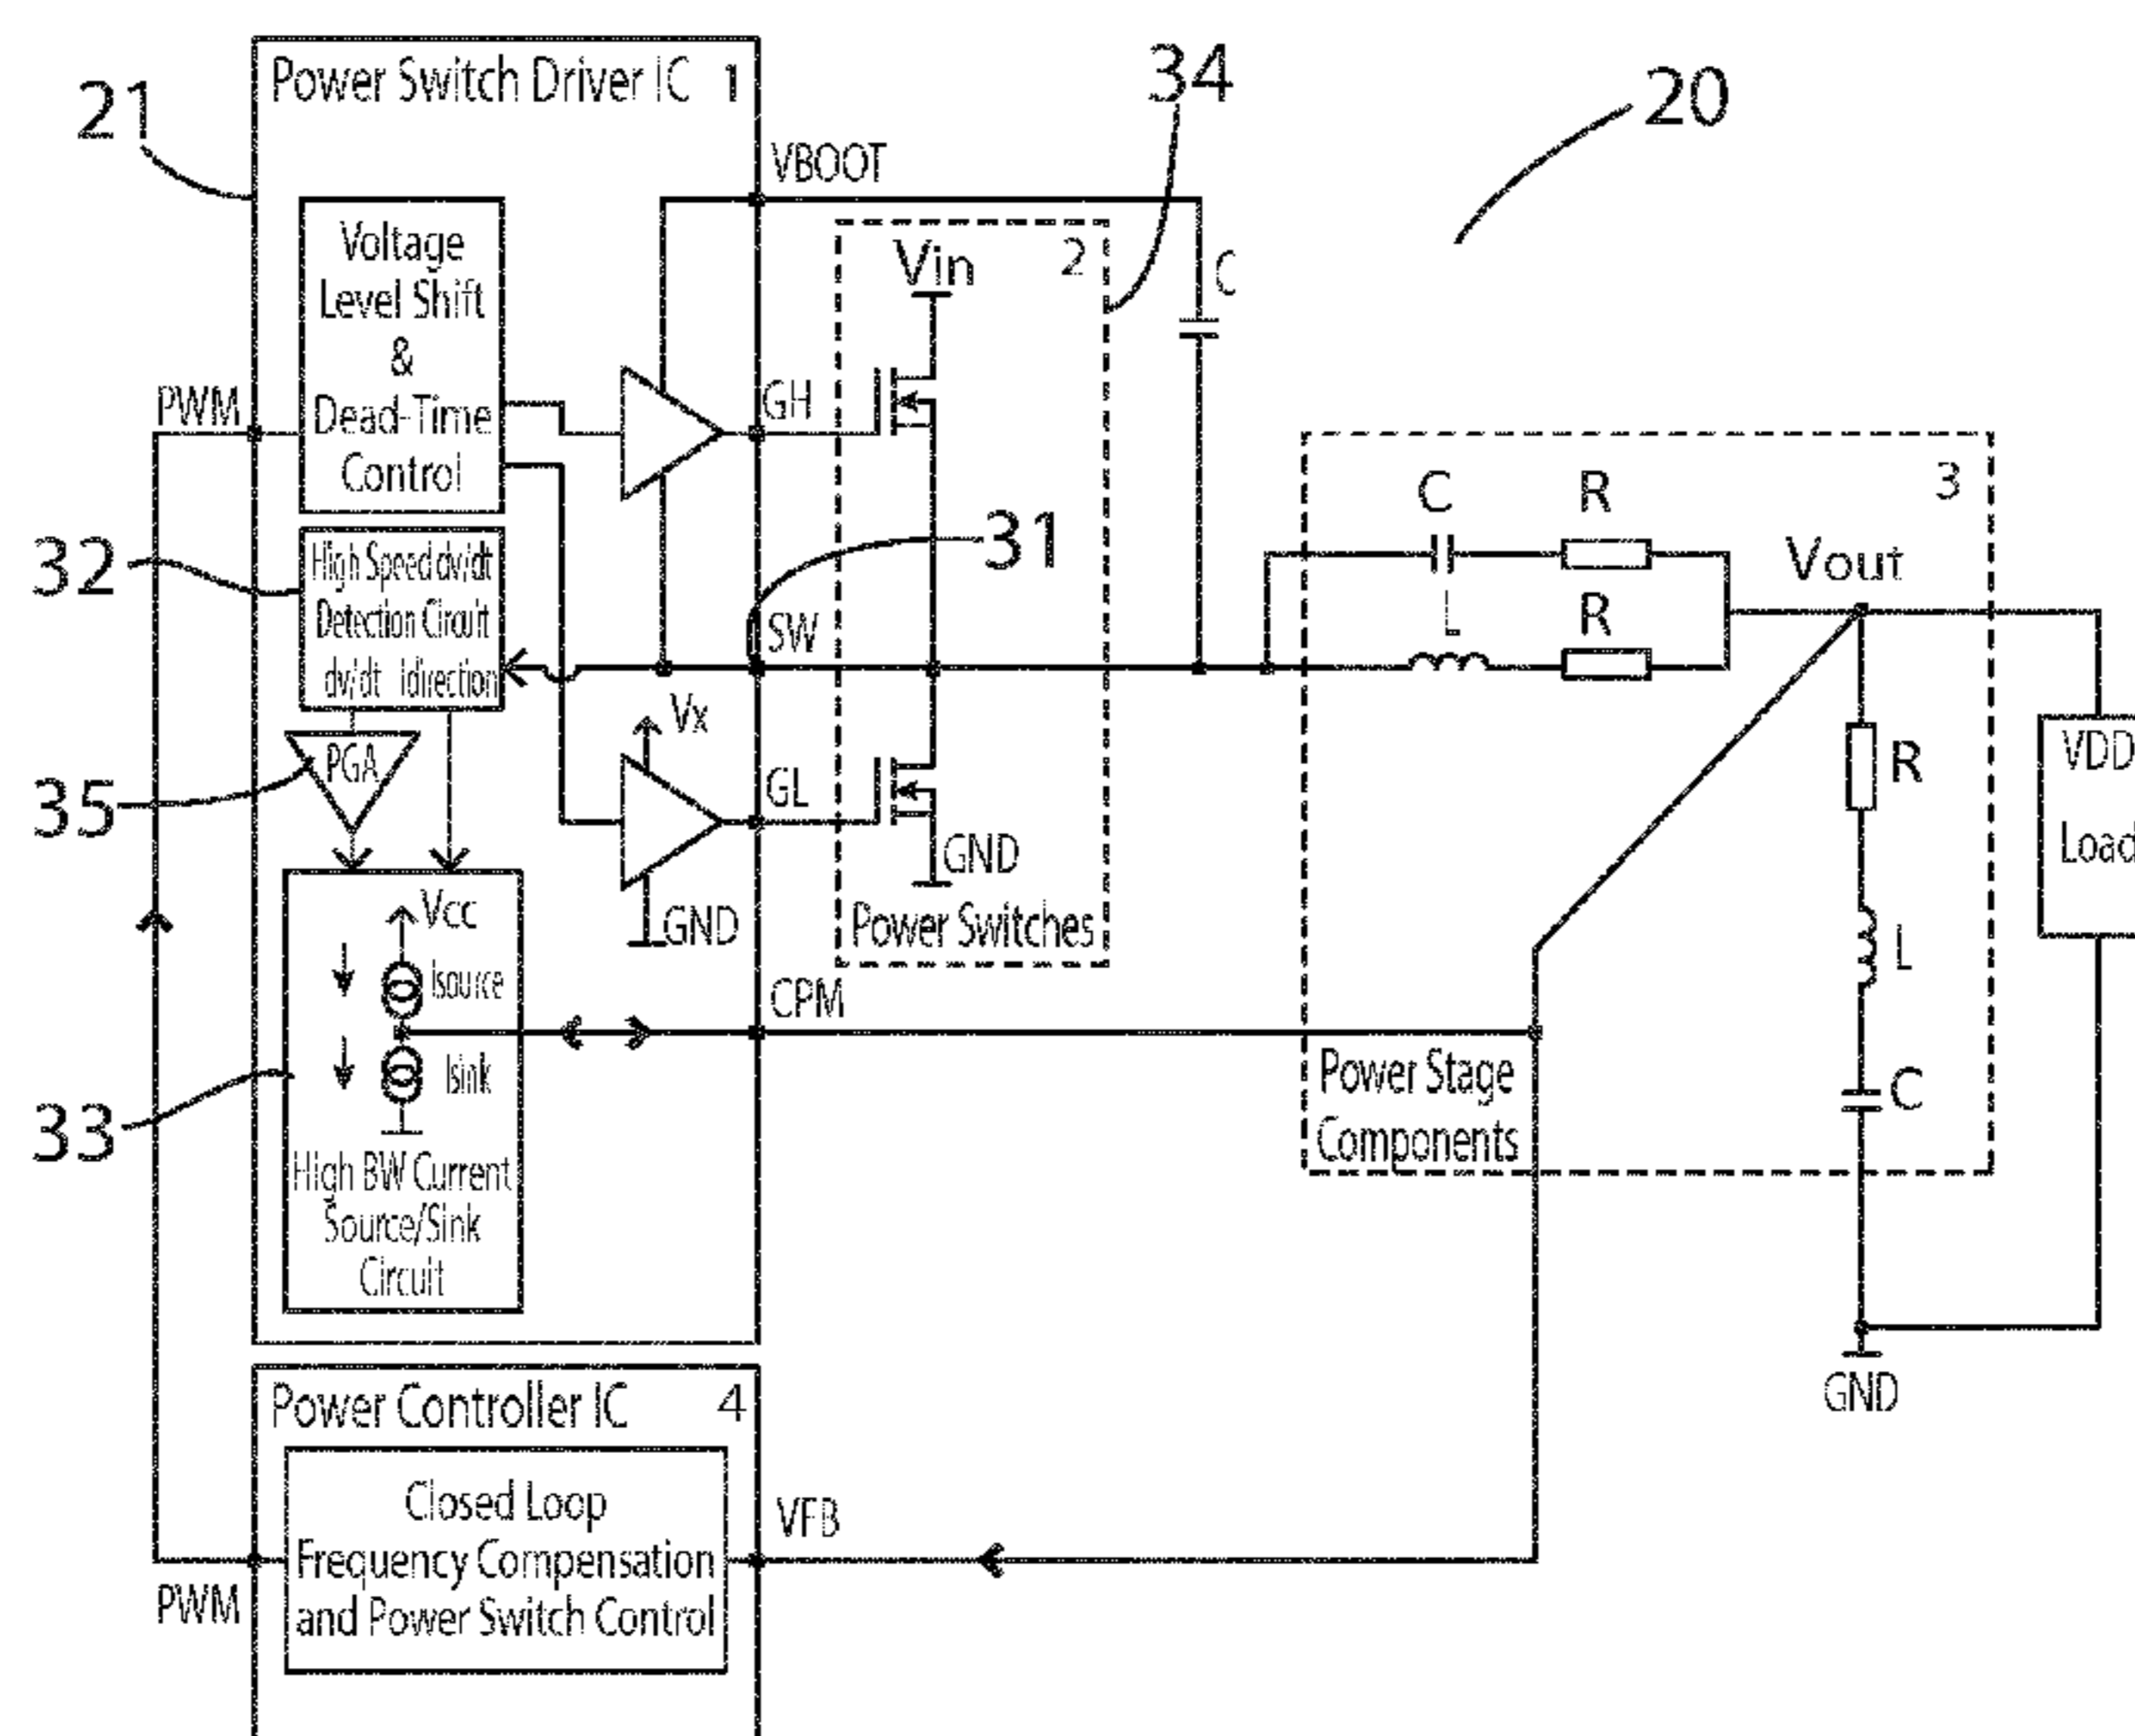 Power Switch Driver IC 1
21
34
20
VBOOT
Voltage
Level Shift
&
Dead-Time
Control
Vin
2
C
PWM
GH
3
C
R
32
High Speed dv/dt
Detection Circuit
dv/dt Idirection
31
SW
L
R
Vout
Vx
35
PGA
GL
R
VDD
Load
GND
GND
Power Switches
Vcc
Isource
L
CPM
Isink
33
Power Stage
Components
C
High BW Current
Source/Sink
Circuit
GND
Power Controller IC 4
Closed Loop
Frequency Compensation
and Power Switch Control
VFB
PWM